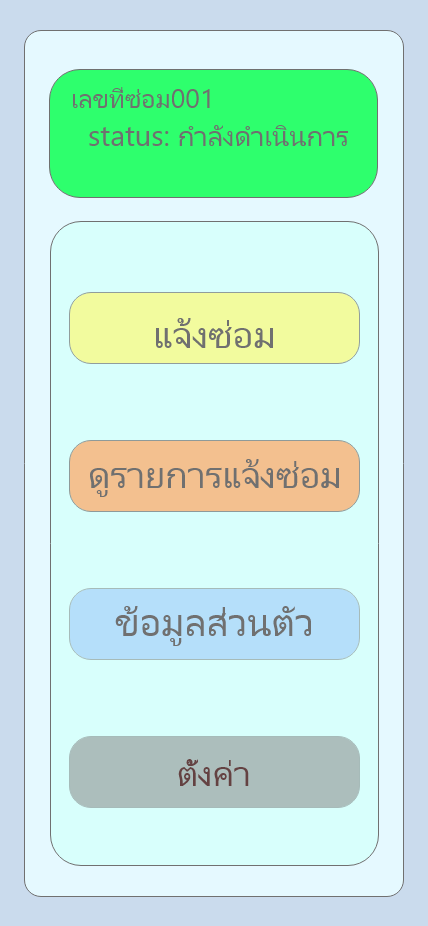 เลขที่ซ่อม001
status: กำลังดำเนินการ
แจ้งซ่อม
ดูรายการแจ้งซ่อม
ข้อมูลส่วนตัว
ตั้งค่า